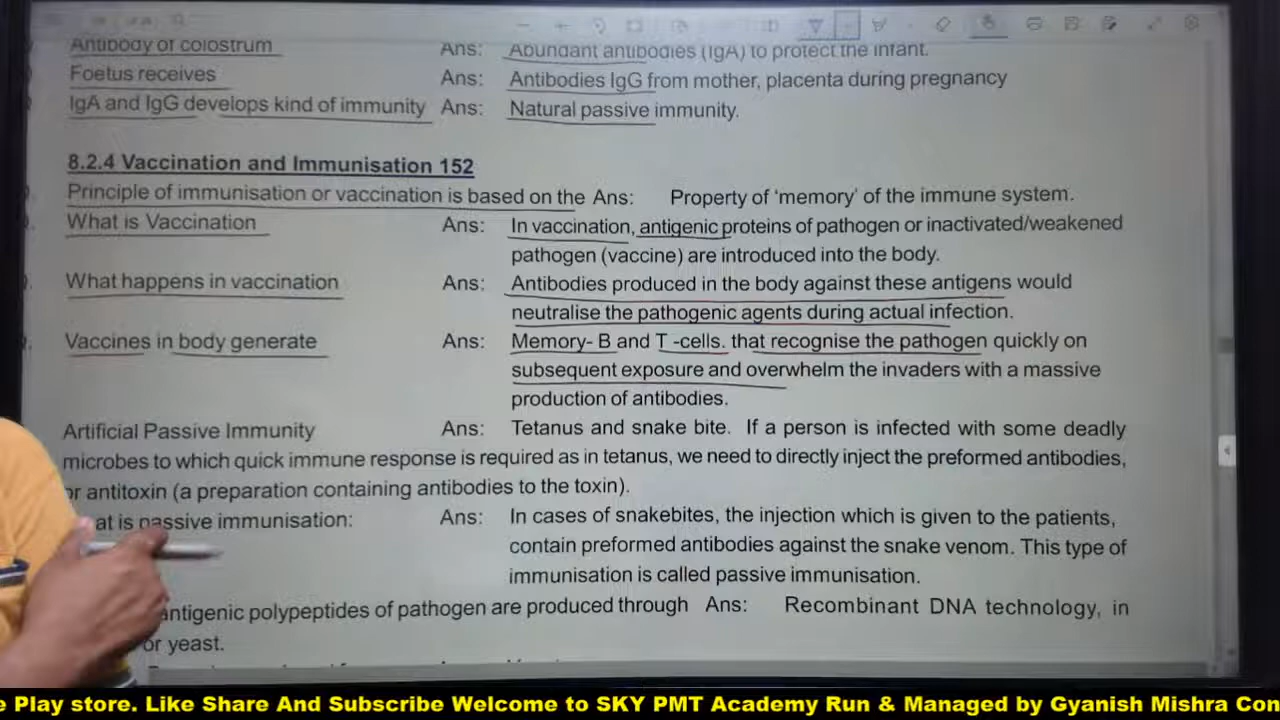 Antibody of colostrum Ans: Abundant antibodies (IgA) to protect the infant.
Foetus receives Ans: Antibodies IgG from mother, placenta during pregnancy
IgA and IgG develops kind of immunity Ans: Natural passive immunity.
8.2.4 Vaccination and Immunisation 152
Principle of immunisation or vaccination is based on the Ans: Property of ‘memory’ of the immune system.
What is Vaccination Ans: In vaccination, antigenic proteins of pathogen or inactivated/weakened
pathogen (vaccine) are introduced into the body.
What happens in vaccination Ans: Antibodies produced in the body against these antigens would
neutralise the pathogenic agents during actual infection.
Vaccines in body generate Ans: Memory- B and T -cells. that recognise the pathogen quickly on
subsequent exposure and overwhelm the invaders with a massive
production of antibodies.
Artificial Passive Immunity Ans: Tetanus and snake bite. If a person is infected with some deadly
microbes to which quick immune response is required as in tetanus, we need to directly inject the preformed antibodies,
or antitoxin (a preparation containing antibodies to the toxin).
at is passive immunisation: Ans: In cases of snakebites, the injection which is given to the patients,
contain preformed antibodies against the snake venom. This type of
immunisation is called passive immunisation.
antigenic polypeptides of pathogen are produced through Ans: Recombinant DNA technology, in
or yeast.
e Play store. Like Share And Subscribe Welcome to SKY PMT Academy Run & Managed by Gyanish Mishra Con